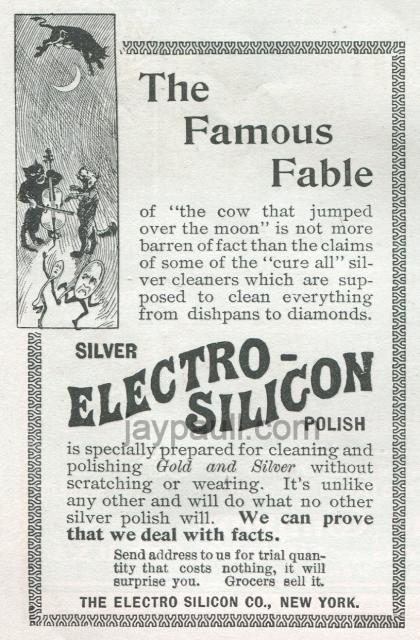 The
Famous
Fable
of "the cow that jumped
over the moon" is not more
barren of fact than the claims
of some of the "cure all" sil-
ver cleaners which are sup-
posed to clean everything
from dishpans to diamonds.
SILVER
ELECTRO-
SILICON
POLISH
jaypaull.com
is specially prepared for cleaning and
polishing Gold and Silver without
scratching or wearing. It's unlike
any other and will do what no other
silver polish will. We can prove
that we deal with facts.
Send address to us for trial quan-
tity that costs nothing, it will
surprise you. Grocers sell it.
THE ELECTRO SILICON CO., NEW YORK.